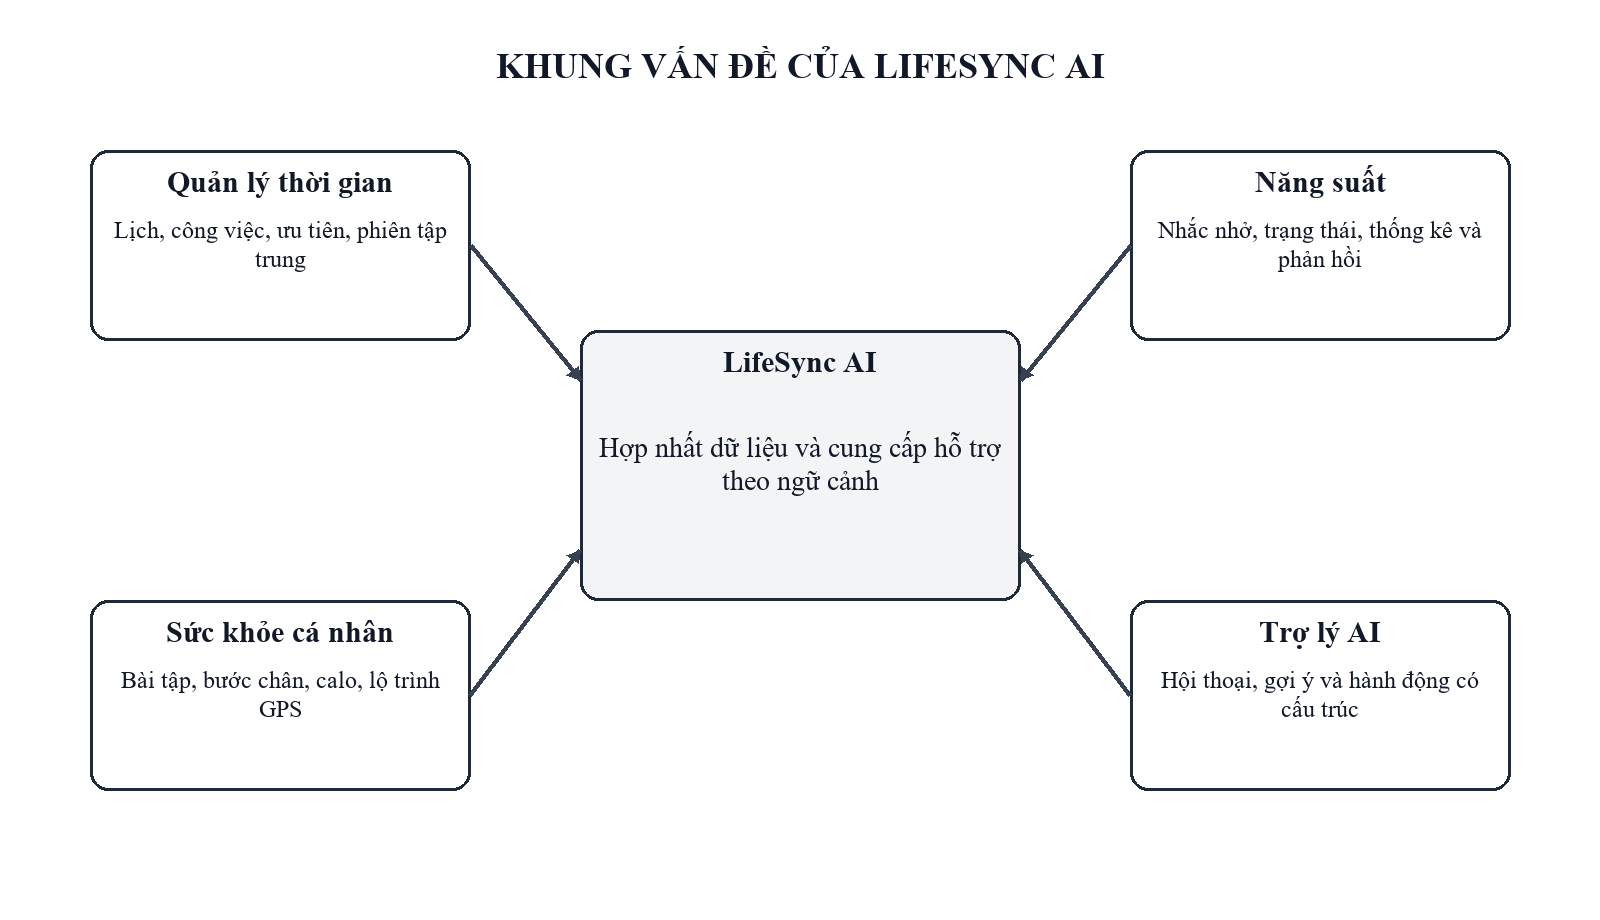 KHUNG VẤN ĐỀ CỦA LIFESYNC AI
Quản lý thời gian
Lịch, công việc, ưu tiên, phiên tập
trung
Năng suất
Nhắc nhở, trạng thái, thống kê và
phản hồi
LifeSync AI
Hợp nhất dữ liệu và cung cấp hỗ trợ
theo ngữ cảnh
Sức khỏe cá nhân
Bài tập, bước chân, calo, lộ trình
GPS
Trợ lý AI
Hội thoại, gợi ý và hành động có
cấu trúc